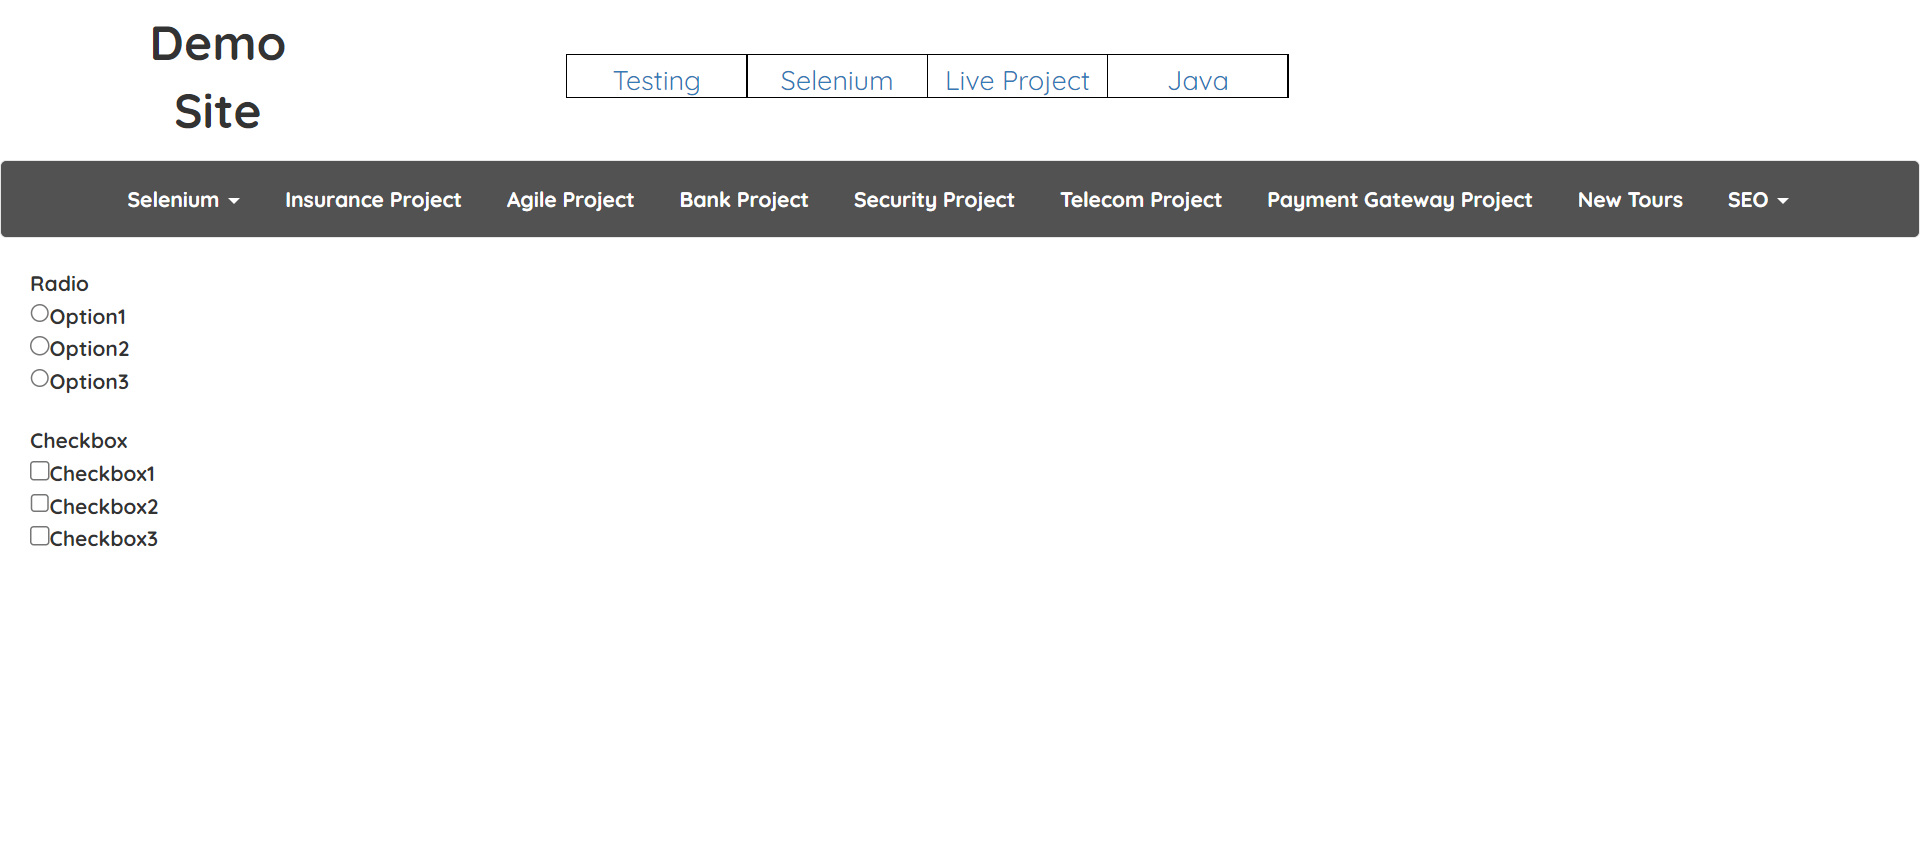 Demo
Site
Testing Selenium Live Project Java
Selenium Insurance Project Agile Project Bank Project Security Project Telecom Project Payment Gateway Project New Tours SEO
Radio
Option1
Option2
Option3
Checkbox
Checkbox1
Checkbox2
Checkbox3